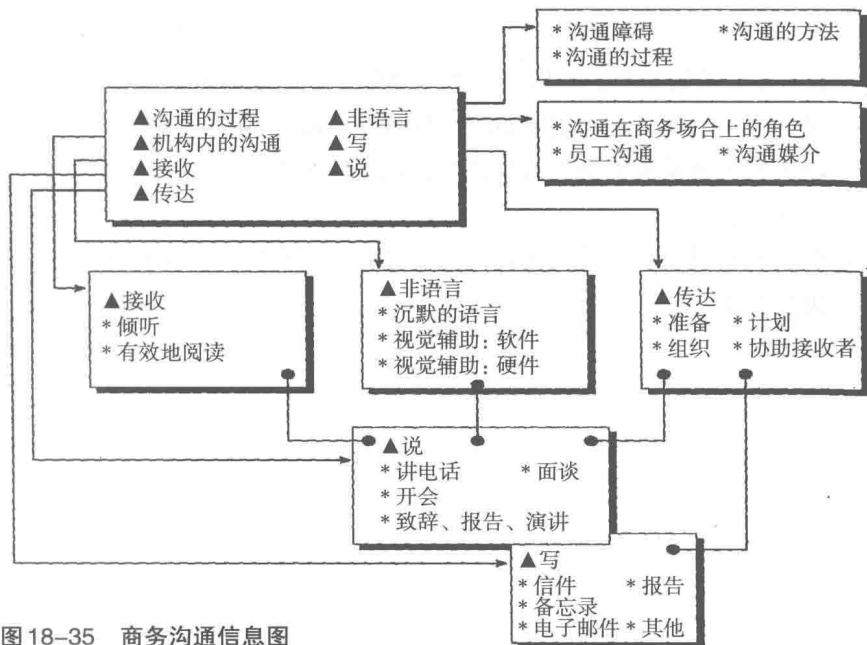 * 沟通障碍 * 沟通的方法
* 沟通的过程
▲沟通的过程 ▲非语言
▲机构内的沟通 ▲写
▲接收 ▲说
▲传达
* 沟通在商务场合上的角色
* 员工沟通 * 沟通媒介
▲接收
* 倾听
* 有效地阅读
▲非语言
* 沉默的语言
* 视觉辅助：软件
* 视觉辅助：硬件
▲传达
* 准备 * 计划
* 组织 * 协助接收者
▲说
* 讲电话 * 面谈
* 开会
* 致辞、报告、演讲
▲写
* 信件 * 报告
* 备忘录
* 电子邮件 * 其他
图18-35 商务沟通信息图